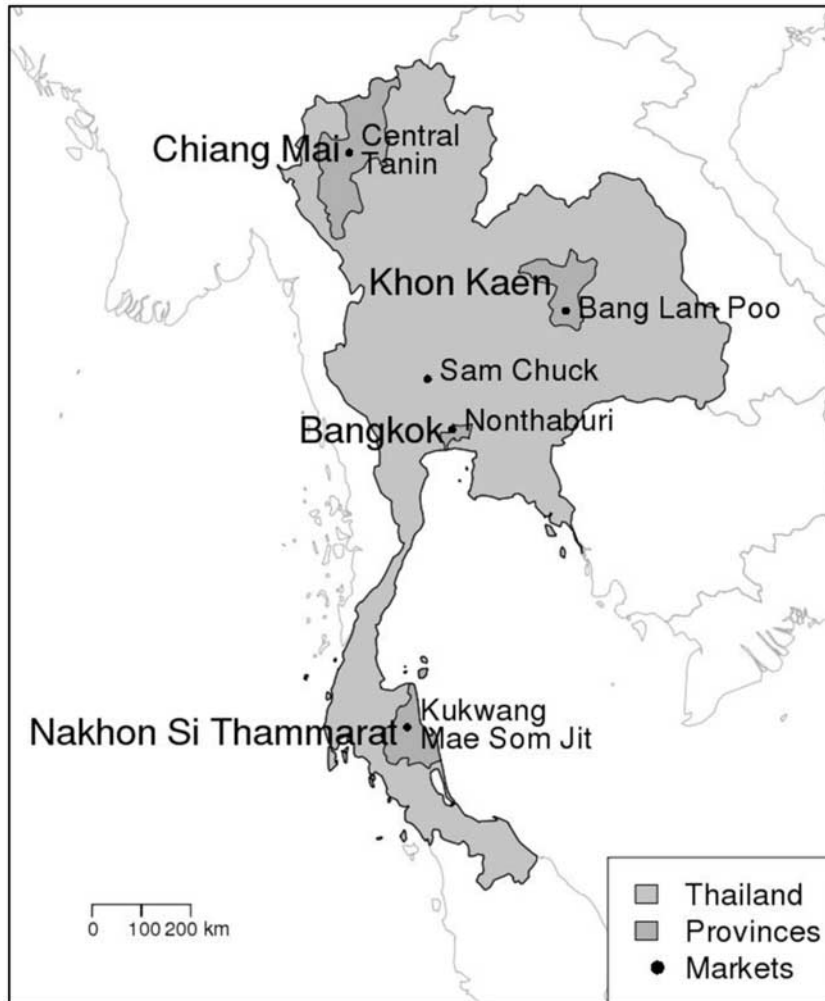 Chiang Mai
Central
Tanin
Khon Kaen
Bang Lam Poo
Sam Chuck
Nonthaburi
Bangkok
Kukwang
Nakhon Si Thammarat
Mae Som Jit
0 100 200 km
Thailand
Provinces
Markets